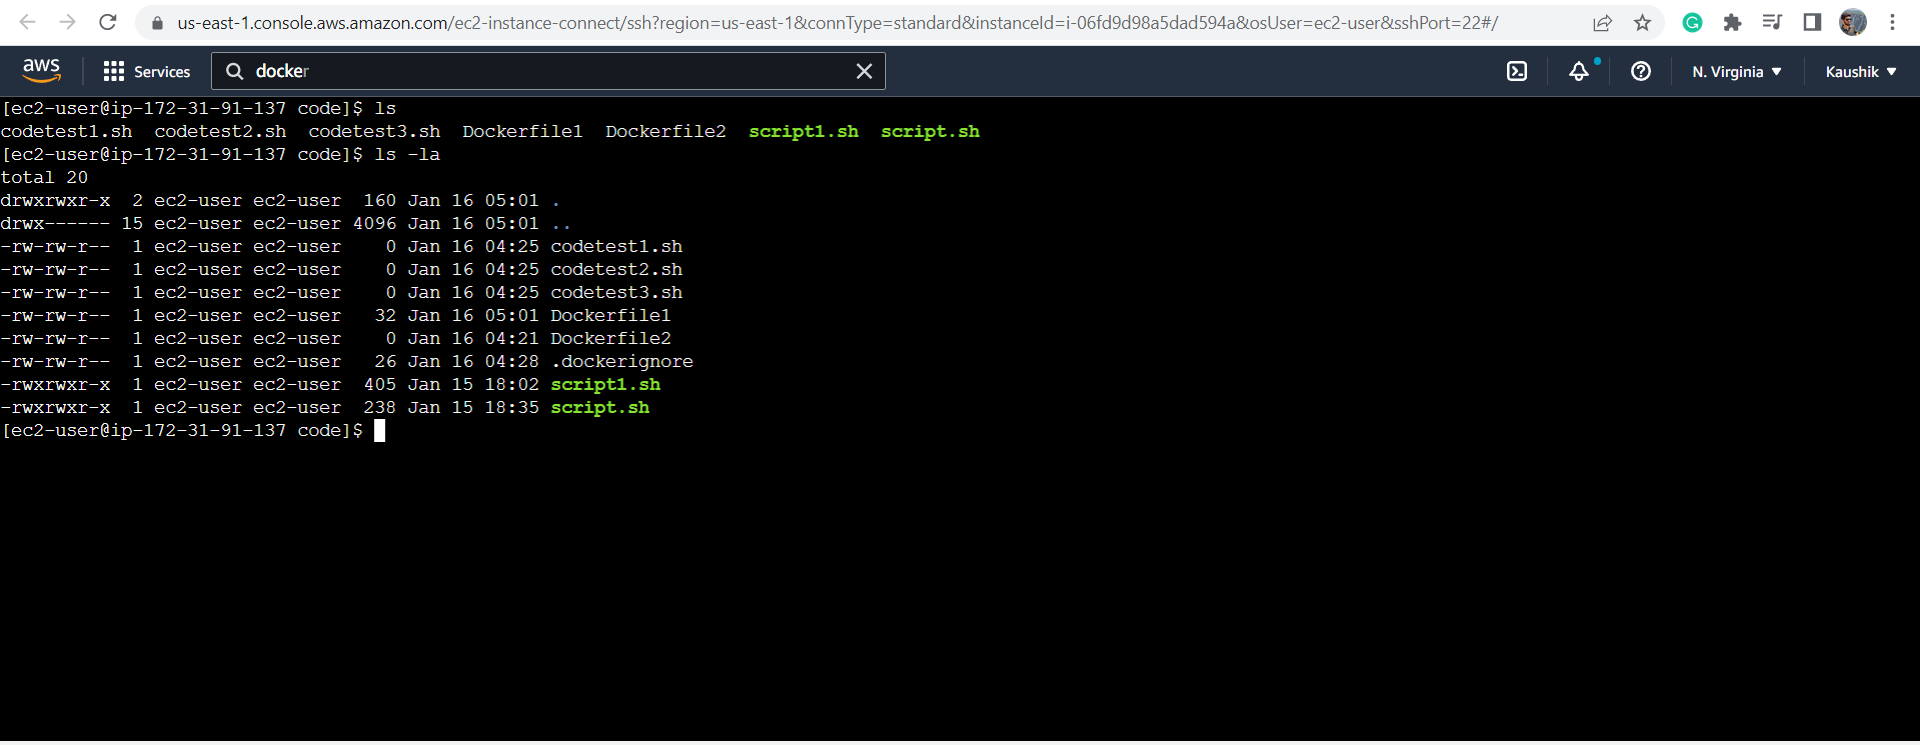 us-east-1.console.aws.amazon.com/ec2-instance-connect/ssh?region=us-east-1&connType=standard&instanceId=i-06fd9d98a5dad594a&osUser=ec2-user&sshPort=22#/
aws Services docker N. Virginia ▼ Kaushik ▼
[ec2-user@ip-172-31-91-137 code]$ ls
codetest1.sh  codetest2.sh  codetest3.sh  Dockerfile1  Dockerfile2  script1.sh  script.sh
[ec2-user@ip-172-31-91-137 code]$ ls -la
total 20
drwxrwxr-x  2 ec2-user ec2-user  160 Jan 16 05:01 .
drwx------ 15 ec2-user ec2-user 4096 Jan 16 05:01 ..
-rw-rw-r--  1 ec2-user ec2-user    0 Jan 16 04:25 codetest1.sh
-rw-rw-r--  1 ec2-user ec2-user    0 Jan 16 04:25 codetest2.sh
-rw-rw-r--  1 ec2-user ec2-user    0 Jan 16 04:25 codetest3.sh
-rw-rw-r--  1 ec2-user ec2-user   32 Jan 16 05:01 Dockerfile1
-rw-rw-r--  1 ec2-user ec2-user    0 Jan 16 04:21 Dockerfile2
-rw-rw-r--  1 ec2-user ec2-user   26 Jan 16 04:28 .dockerignore
-rwxrwxr-x  1 ec2-user ec2-user  405 Jan 15 18:02 script1.sh
-rwxrwxr-x  1 ec2-user ec2-user  238 Jan 15 18:35 script.sh
[ec2-user@ip-172-31-91-137 code]$